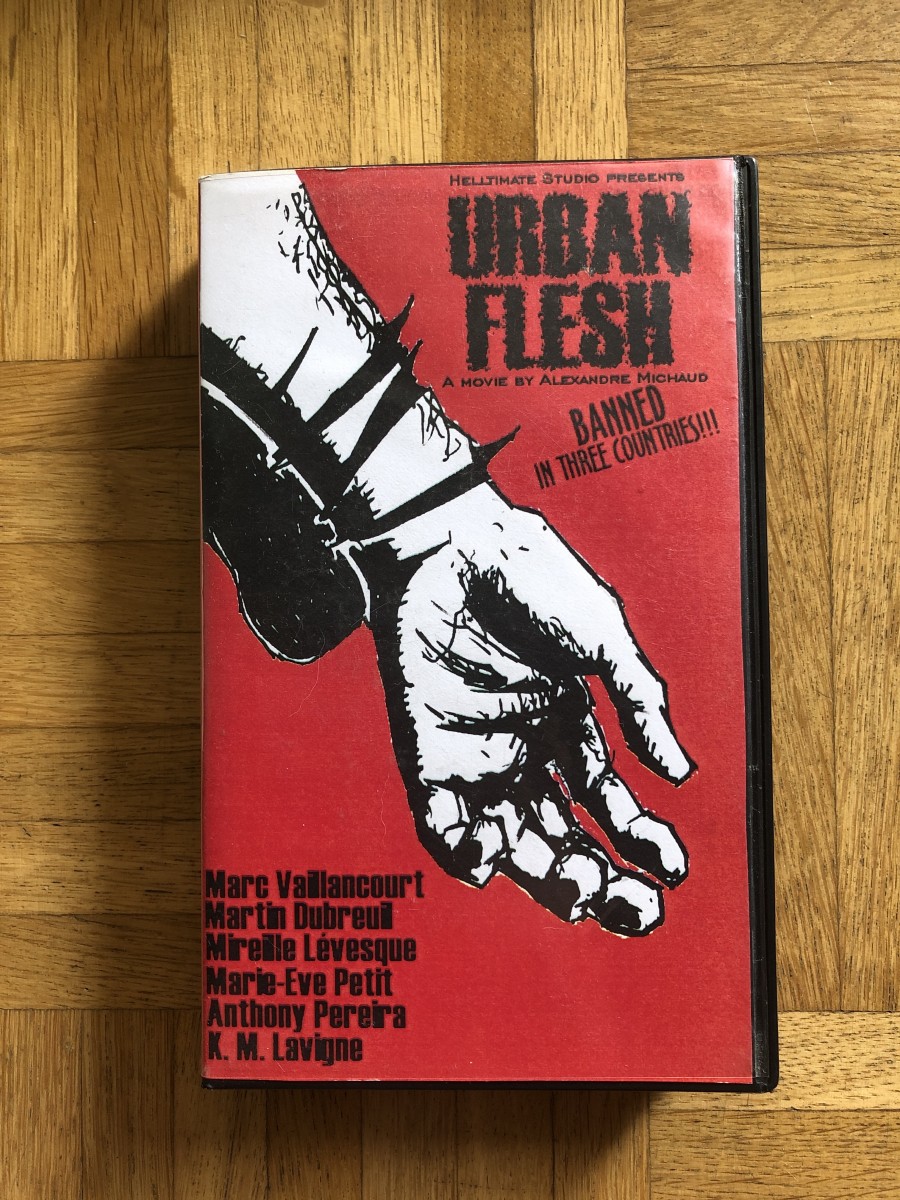 Helltimate Studio presents
URBAN
FLESH
A movie by Alexandre Michaud
BANNED
IN THREE COUNTRIES!!!
Marc Vaillancourt
Martin Dubreuil
Mireille Lévesque
Marie-Eve Petit
Anthony Pereira
K. M. Lavigne